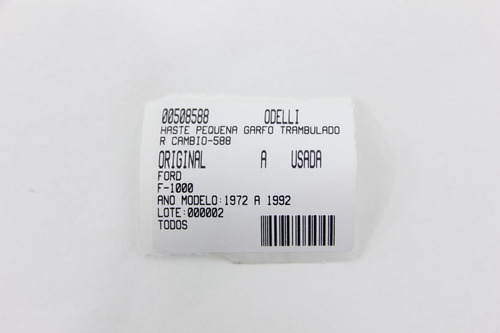 00508588 ODELLI
HASTE PEQUENA GARFO TRAMBULADO
R CAMBIO-588
ORIGINAL A USADA
FORD
F-1000
ANO MODELO:1972 A 1992
LOTE:000002
TODOS